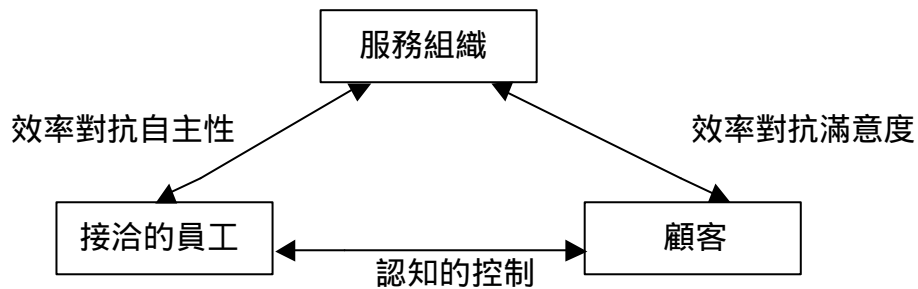 服務組織
效率對抗自主性
效率對抗滿意度
接洽的員工
顧客
認知的控制